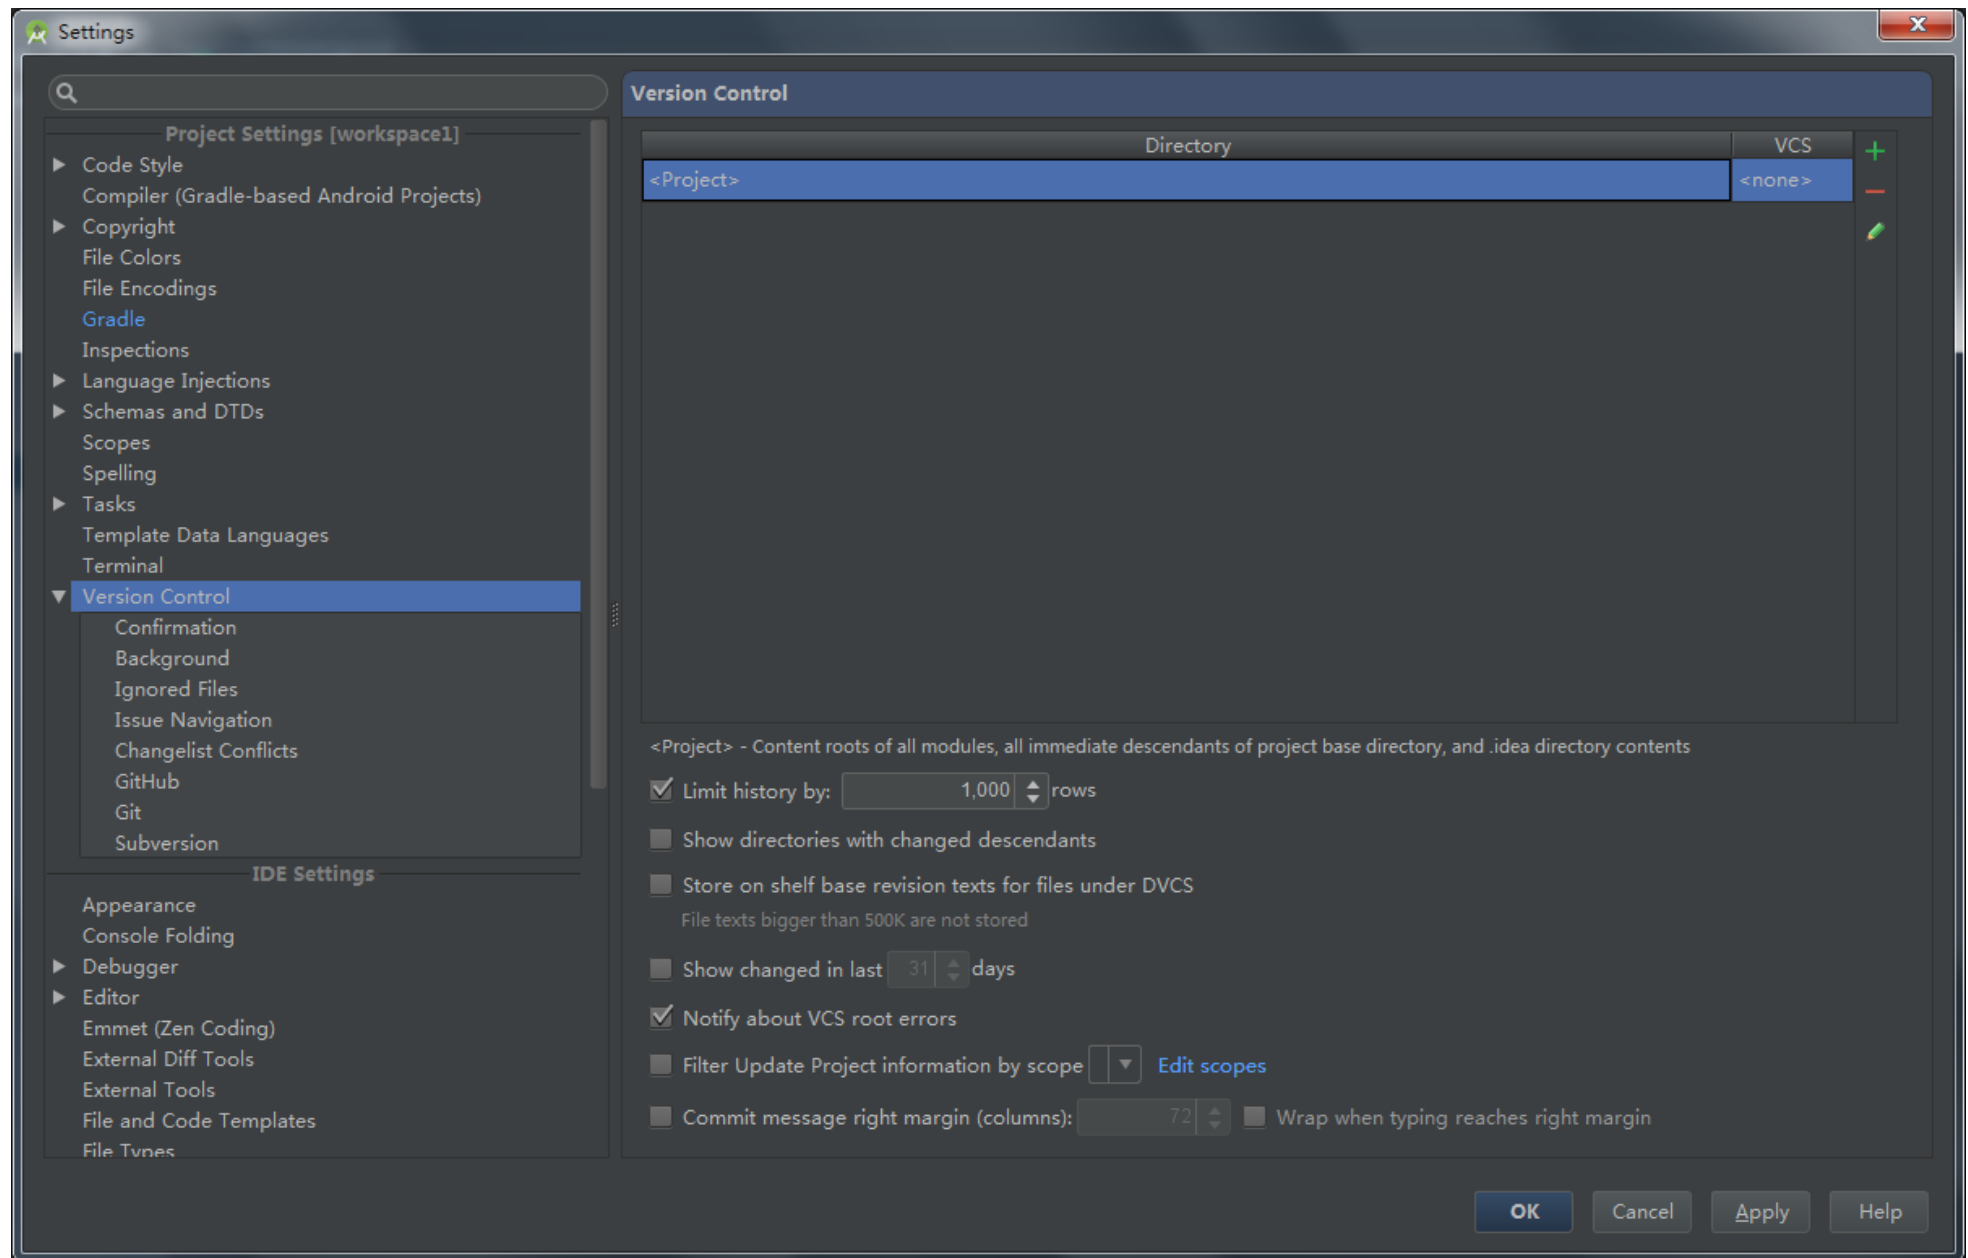 Settings
Version Control
Project Settings [workspace1]
Code Style
Compiler (Gradle-based Android Projects)
Copyright
File Colors
File Encodings
Gradle
Inspections
Language Injections
Schemas and DTDs
Scopes
Spelling
Tasks
Template Data Languages
Terminal
Version Control
Confirmation
Background
Ignored Files
Issue Navigation
Changelist Conflicts
GitHub
Git
Subversion
IDE Settings
Appearance
Console Folding
Debugger
Editor
Emmet (Zen Coding)
External Diff Tools
External Tools
File and Code Templates
File Types
Directory VCS
<Project> <none>
<Project> - Content roots of all modules, all immediate descendants of project base directory, and .idea directory contents
Limit history by: 1,000 rows
Show directories with changed descendants
Store on shelf base revision texts for files under DVCS
File texts bigger than 500K are not stored
Show changed in last 31 days
Notify about VCS root errors
Filter Update Project information by scope Edit scopes
Commit message right margin (columns): 72 Wrap when typing reaches right margin
OK Cancel Apply Help